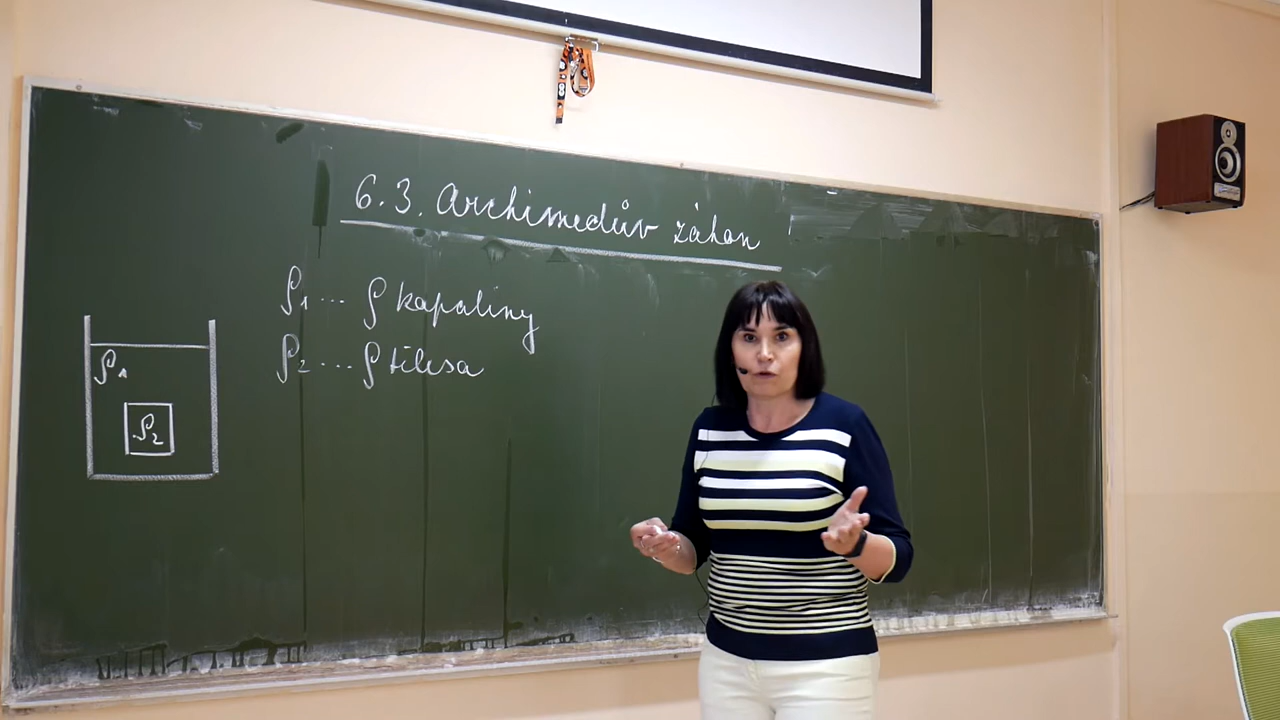 6.3. Archimedův zákon
ρ₁ ... ρ kapaliny
ρ₂ ... ρ tělesa
ρ₁
ρ₂